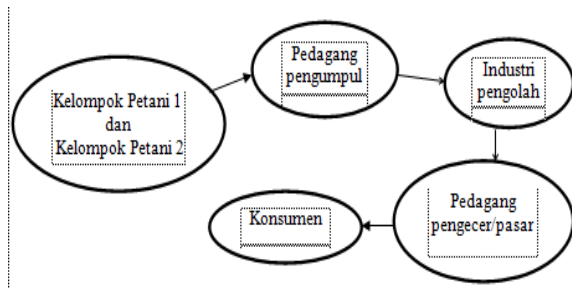 Kelompok Petani 1
dan
Kelompok Petani 2
Pedagang
pengumpul
Industri
pengolah
Pedagang
pengecer/pasar
Konsumen